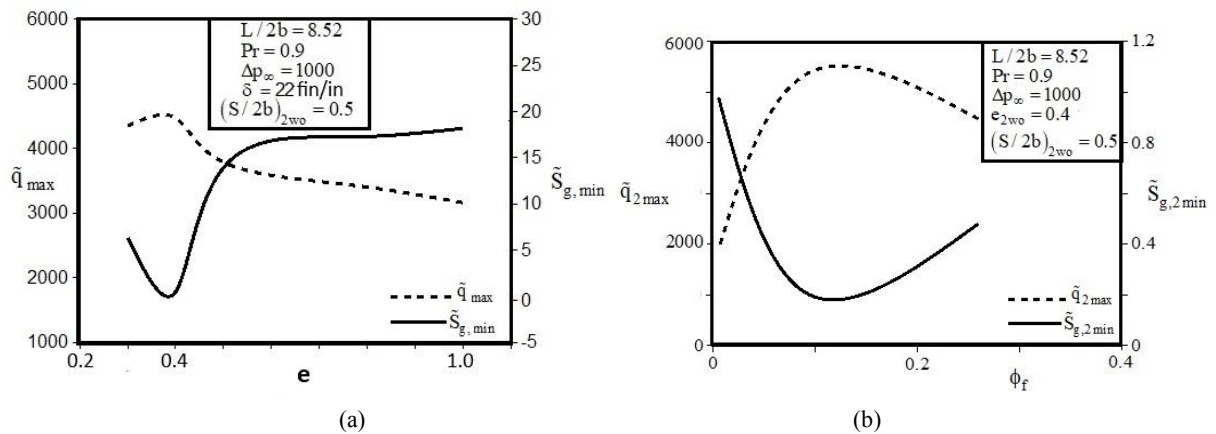 6000
5000
4000
3000
2000
1000
0.2
0.4
1.0
e
q̃max
30
25
20
15
10
5
0
-5
S̃g,min
L/2b = 8.52
Pr = 0.9
Δp∞ = 1000
δ = 22 fin/in
(S/2b)2wo = 0.5
q̃max
S̃g,min
(a)
6000
4000
2000
0
q̃2max
0
0.2
0.4
ϕf
1.2
1
0.8
0.4
0
S̃g,2min
L/2b = 8.52
Pr = 0.9
Δp∞ = 1000
e2wo = 0.4
(S/2b)2wo = 0.5
q̃2max
S̃g,2min
(b)